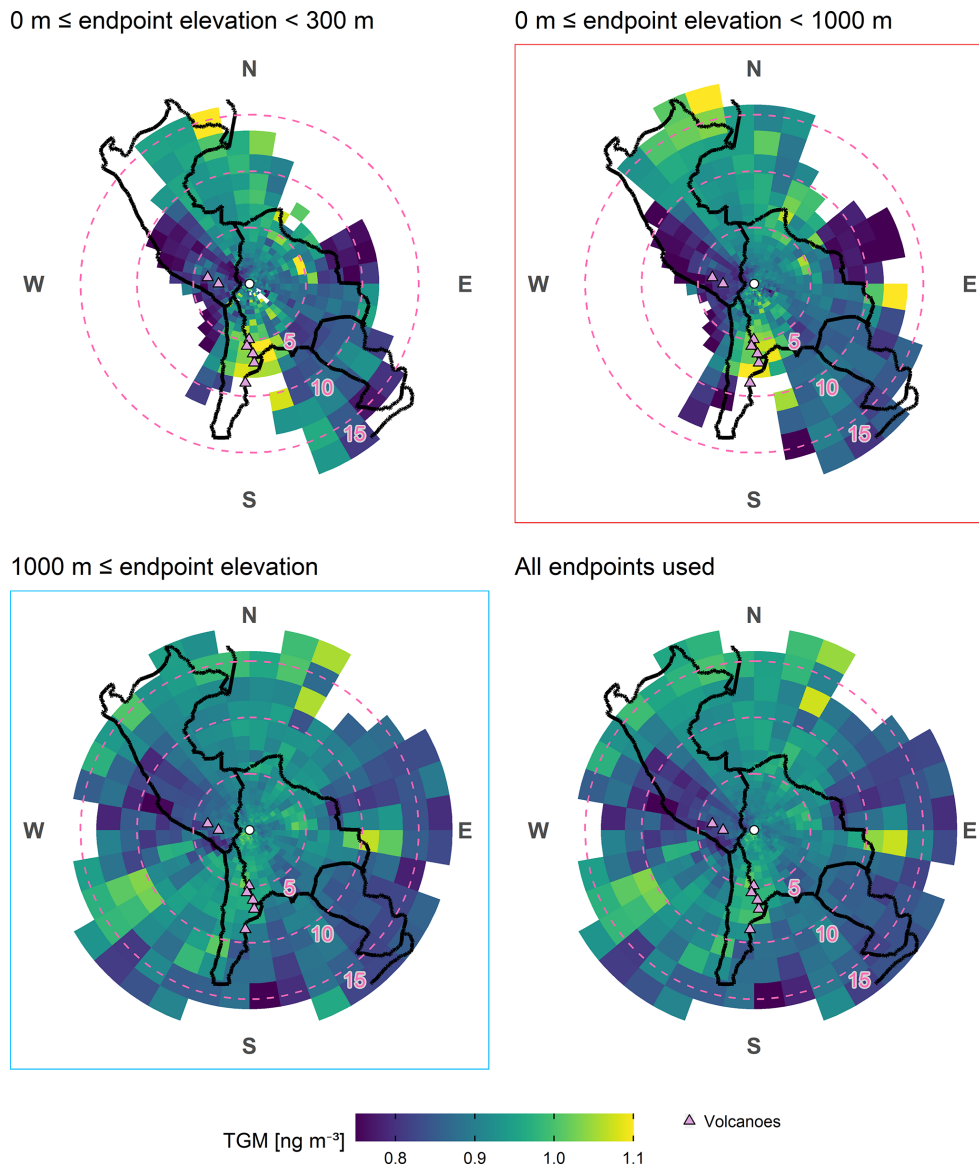 0 m ≤ endpoint elevation < 300 m
0 m ≤ endpoint elevation < 1000 m
N
N
W
E
W
E
5
10
15
5
10
15
S
S
1000 m ≤ endpoint elevation
All endpoints used
N
N
W
E
W
E
5
10
15
5
10
15
S
S
TGM [ng m⁻³]
0.8 0.9 1.0 1.1
Volcanoes